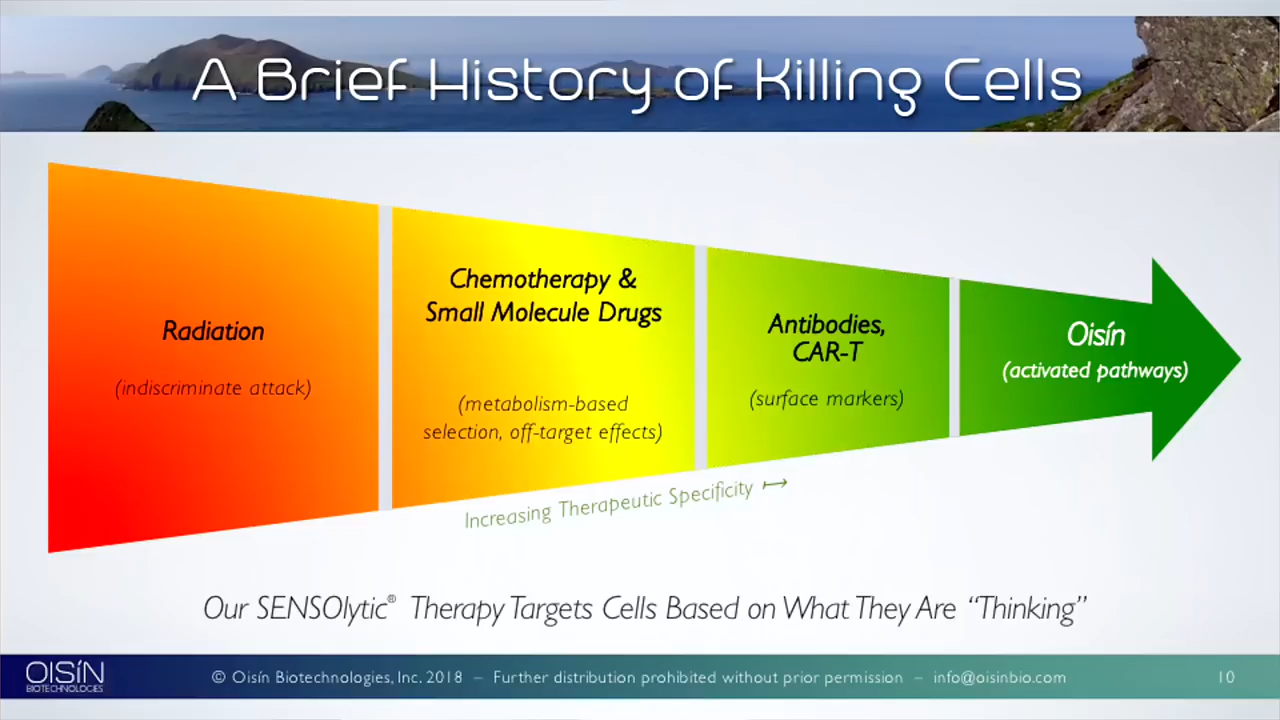 A Brief History of Killing Cells
Radiation
(indiscriminate attack)
Chemotherapy &
Small Molecule Drugs
(metabolism-based
selection, off-target effects)
Antibodies,
CAR-T
(surface markers)
Oisín
(activated pathways)
Increasing Therapeutic Specificity ↦
Our SENSOlytic® Therapy Targets Cells Based on What They Are “Thinking”
OISÍN
BIOTECHNOLOGIES
© Oisín Biotechnologies, Inc. 2018 – Further distribution prohibited without prior permission – info@oisinbio.com
10